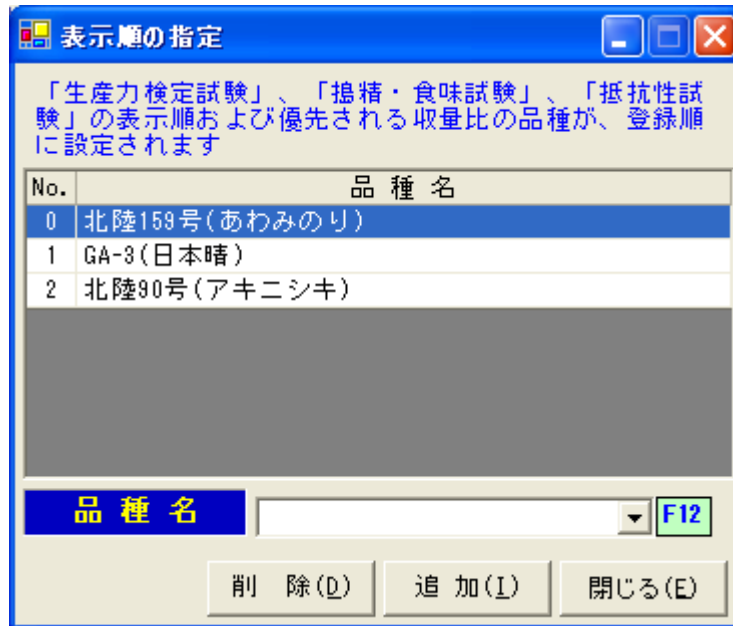 表示順の指定
「生産力検定試験」、「搗精・食味試験」、「抵抗性試
験」の表示順および優先される収量比の品種が、登録順
に設定されます
No. 品 種 名
0 北陸159号(あわみのり)
1 GA-3(日本晴)
2 北陸90号(アキニシキ)
品 種 名 F12
削 除(D) 追 加(I) 閉じる(E)